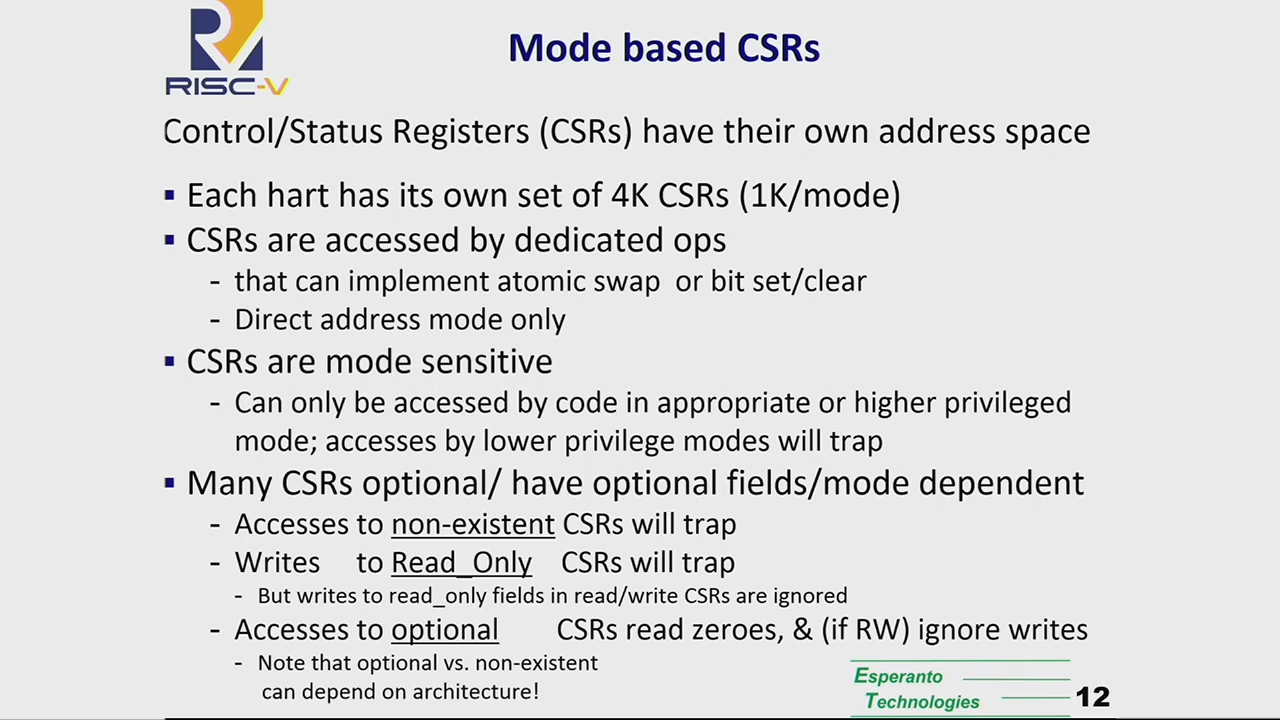 Mode based CSRs
RISC-V
Control/Status Registers (CSRs) have their own address space
▪ Each hart has its own set of 4K CSRs (1K/mode)
▪ CSRs are accessed by dedicated ops
- that can implement atomic swap or bit set/clear
- Direct address mode only
▪ CSRs are mode sensitive
- Can only be accessed by code in appropriate or higher privileged
mode; accesses by lower privilege modes will trap
▪ Many CSRs optional/ have optional fields/mode dependent
- Accesses to non-existent CSRs will trap
- Writes to Read_Only CSRs will trap
- But writes to read_only fields in read/write CSRs are ignored
- Accesses to optional CSRs read zeroes, & (if RW) ignore writes
- Note that optional vs. non-existent
can depend on architecture!
Esperanto
Technologies
12